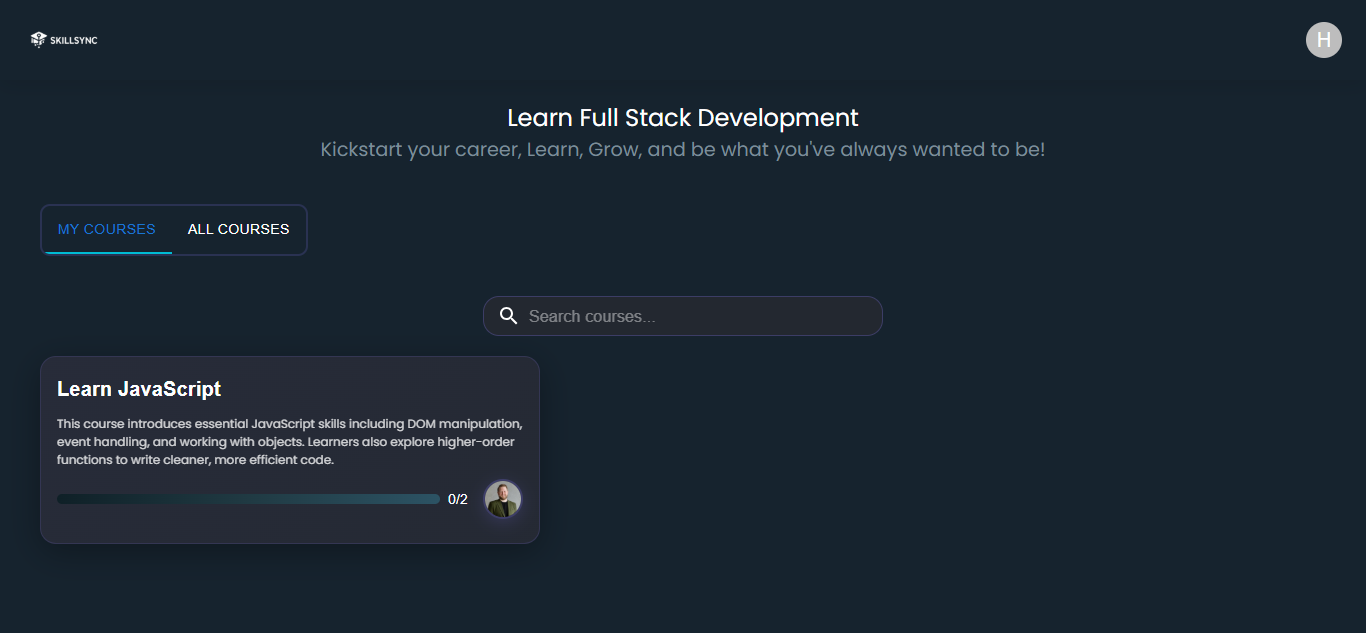 SKILLSYNC
H
Learn Full Stack Development
Kickstart your career, Learn, Grow, and be what you've always wanted to be!
MY COURSES
ALL COURSES
Search courses...
Learn JavaScript
This course introduces essential JavaScript skills including DOM manipulation,
event handling, and working with objects. Learners also explore higher-order
functions to write cleaner, more efficient code.
0/2